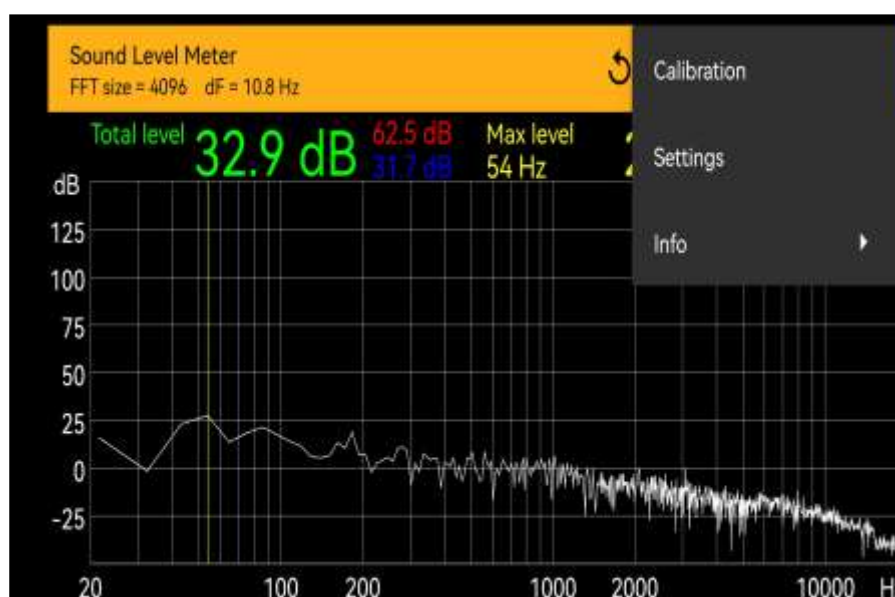 Sound Level Meter
FFT size = 4096 dF = 10.8 Hz
Calibration
Settings
Info
Total level 32.9 dB
62.5 dB
31.7 dB
Max level
54 Hz
dB
125
100
75
50
25
0
-25
20 100 200 1000 2000 10000